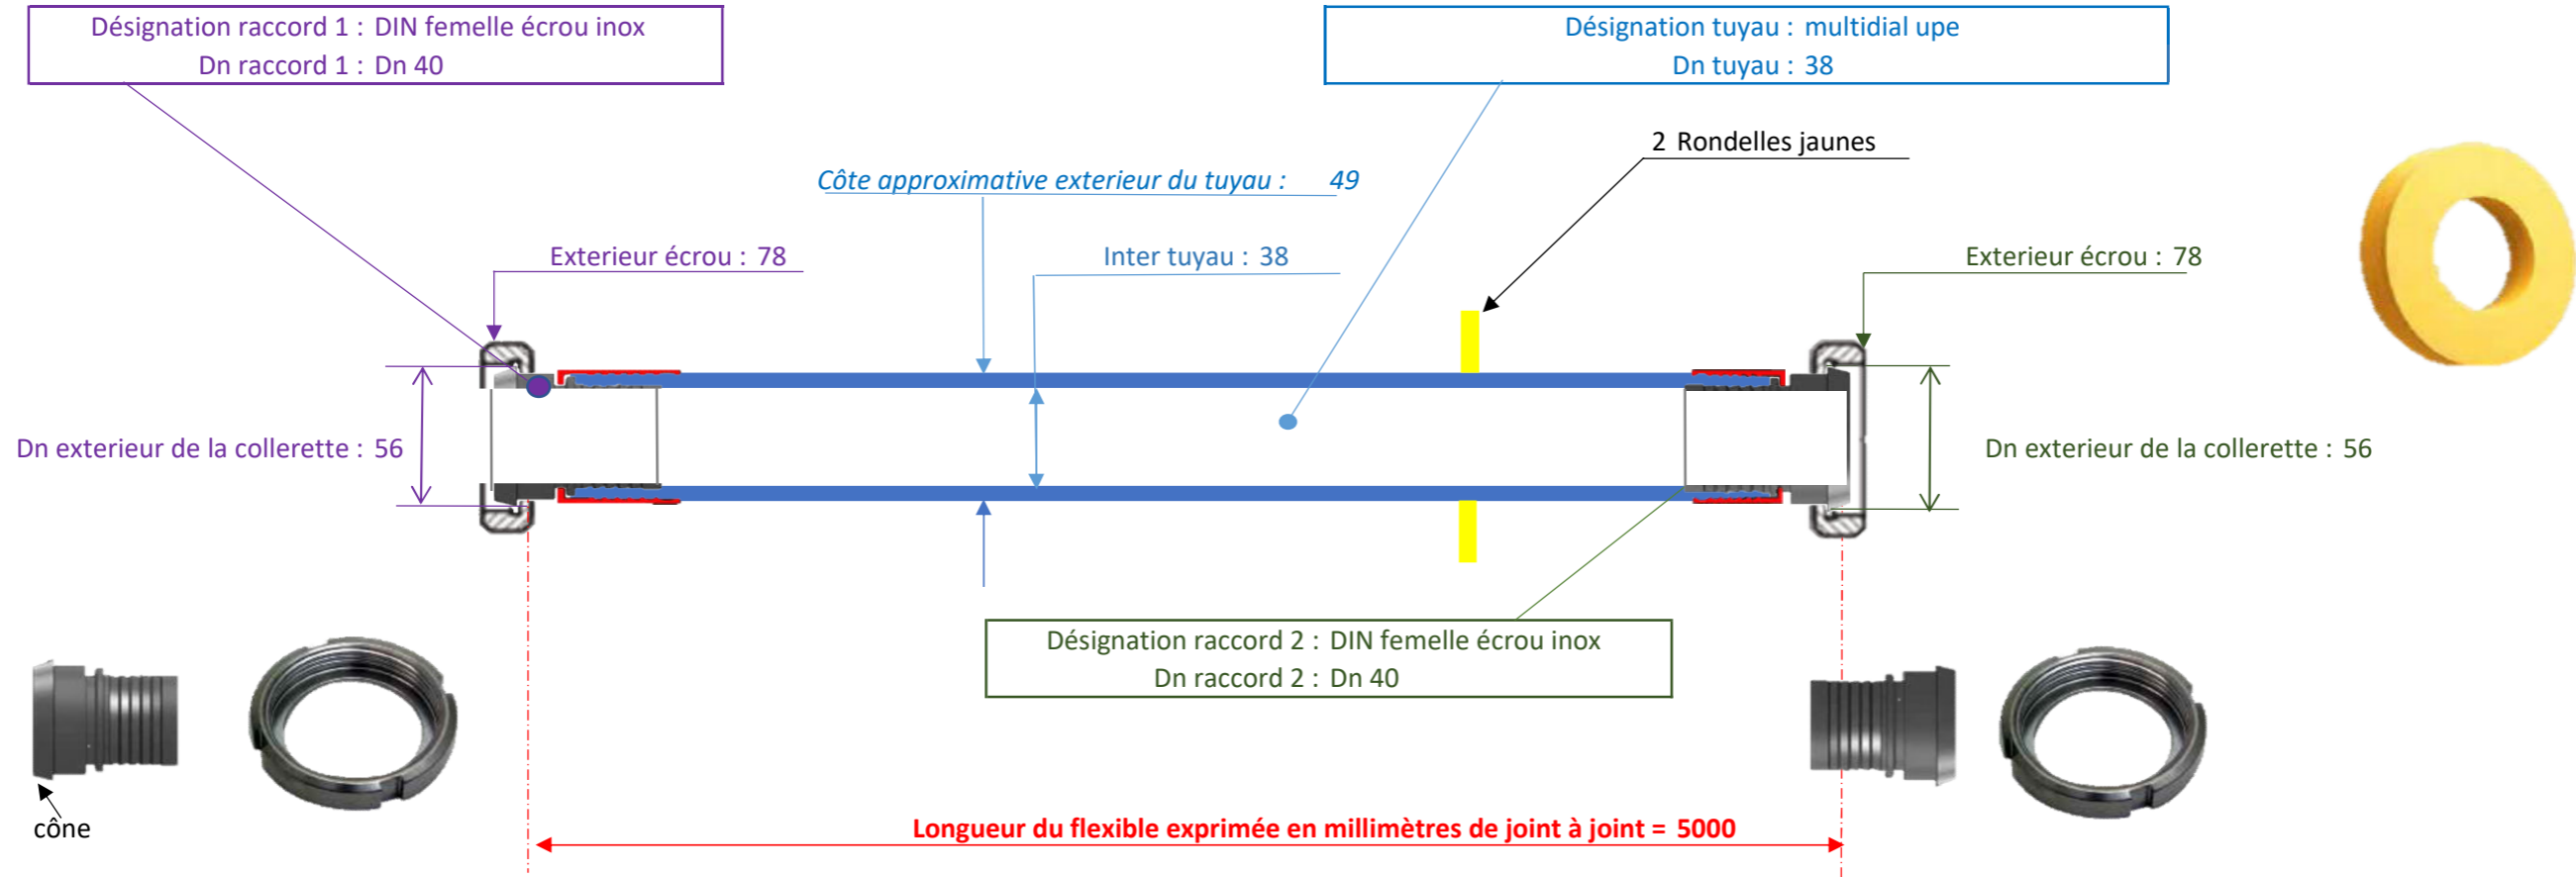 Désignation raccord 1 : DIN femelle écrou inox
Dn raccord 1 : Dn 40
Désignation tuyau : multidial upe
Dn tuyau : 38
2 Rondelles jaunes
Côte approximative exterieur du tuyau : 49
Exterieur écrou : 78
Inter tuyau : 38
Exterieur écrou : 78
Dn exterieur de la collerette : 56
Dn exterieur de la collerette : 56
Désignation raccord 2 : DIN femelle écrou inox
Dn raccord 2 : Dn 40
cône
Longueur du flexible exprimée en millimètres de joint à joint = 5000